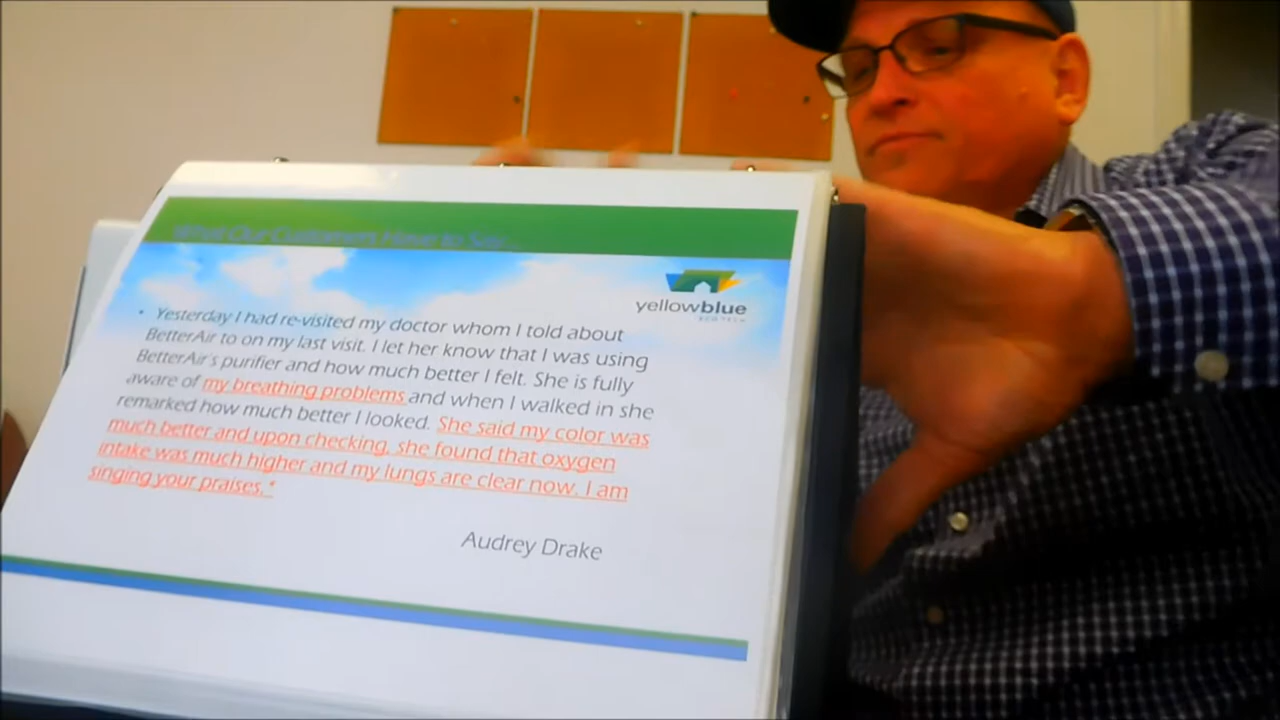 What Our Customers Have to Say...
yellowblue
ECO TECH
• Yesterday I had re-visited my doctor whom I told about
BetterAir to on my last visit. I let her know that I was using
BetterAir's purifier and how much better I felt. She is fully
aware of my breathing problems and when I walked in she
remarked how much better I looked. She said my color was
much better and upon checking, she found that oxygen
intake was much higher and my lungs are clear now. I am
singing your praises."
Audrey Drake